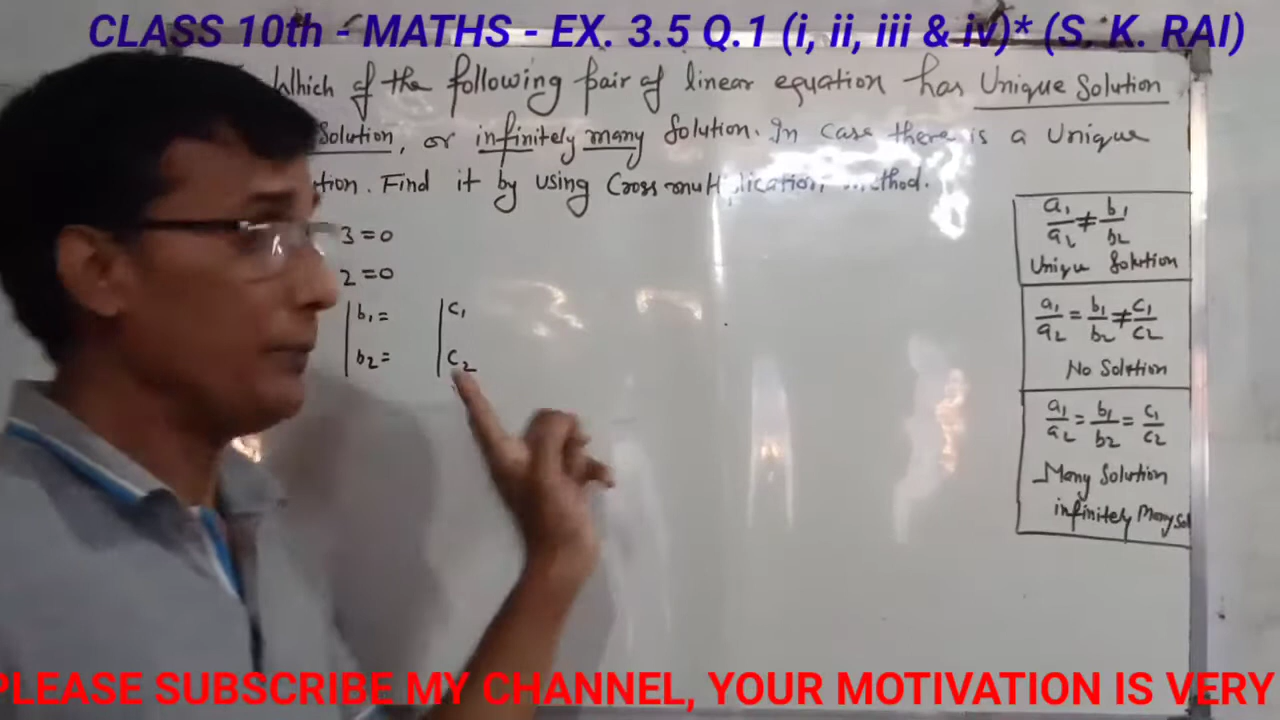 CLASS 10th - MATHS - EX. 3.5 Q.1 (i, ii, iii & iv)* (S. K. RAI)
Which of the following pair of linear equation has Unique Solution
Solution, or infinitely many Solution. In Case there is a Unique
tion. Find it by using Cross multiplication method.
3 = 0
2 = 0
b₁ = | c₁
b₂ = | c₂
a₁/a₂ ≠ b₁/b₂
Unique Solution
a₁/a₂ = b₁/b₂ ≠ c₁/c₂
No Solution
a₁/a₂ = b₁/b₂ = c₁/c₂
Many Solution
infinitely Many Sol
PLEASE SUBSCRIBE MY CHANNEL, YOUR MOTIVATION IS VERY